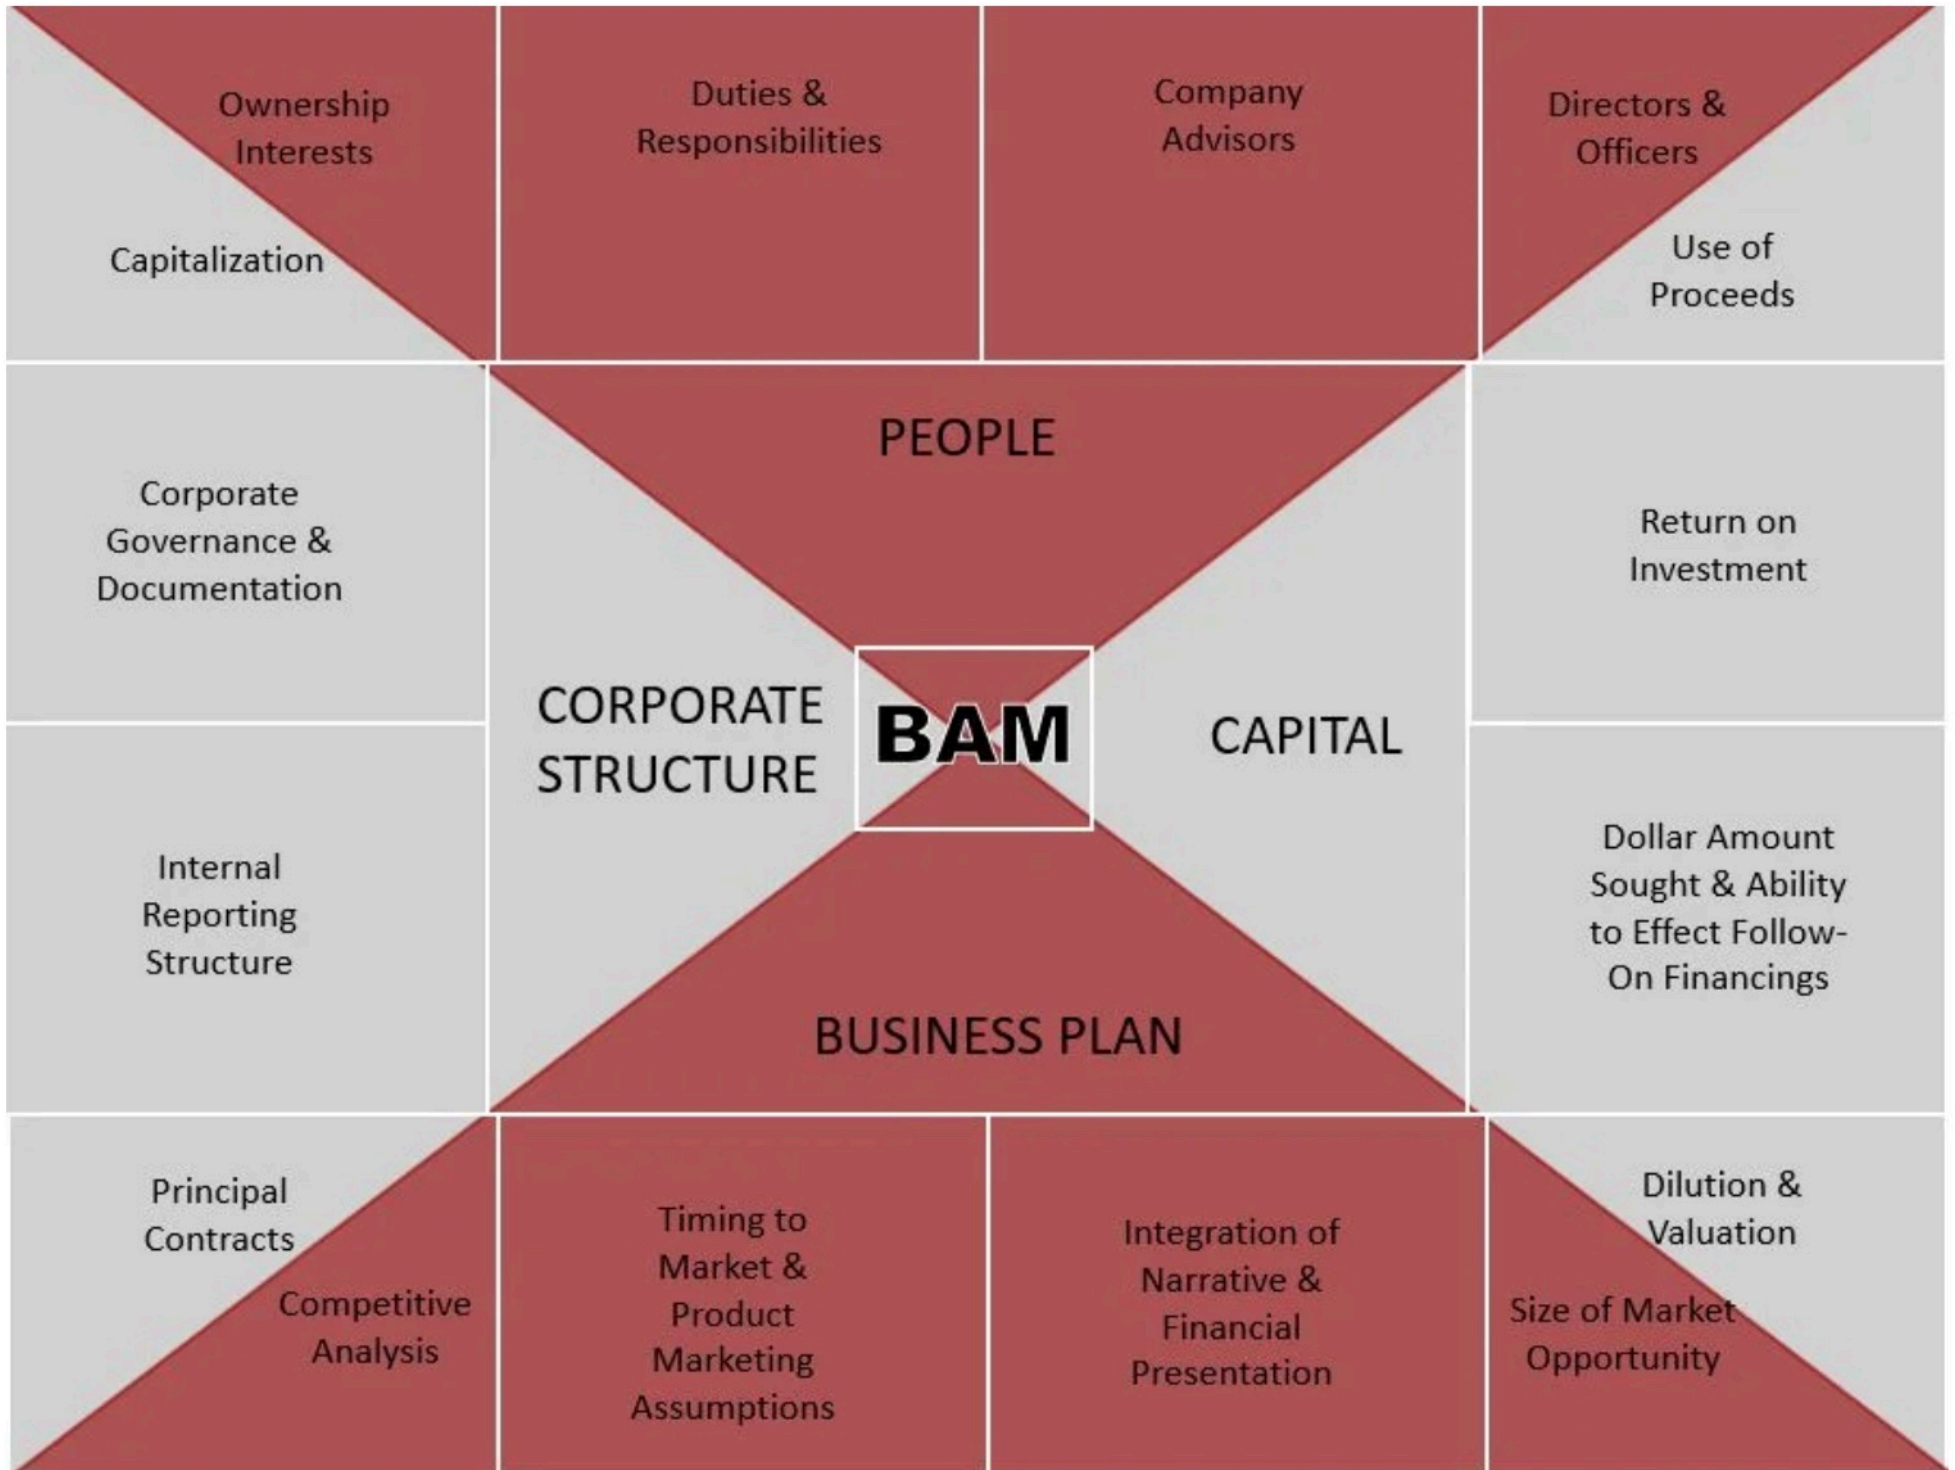 Ownership
Interests
Duties &
Responsibilities
Company
Advisors
Directors &
Officers
Capitalization
Use of
Proceeds
Corporate
Governance &
Documentation
PEOPLE
Return on
Investment
CORPORATE
STRUCTURE
BAM
CAPITAL
Internal
Reporting
Structure
Dollar Amount
Sought & Ability
to Effect Follow-
On Financings
BUSINESS PLAN
Principal
Contracts
Competitive
Analysis
Timing to
Market &
Product
Marketing
Assumptions
Integration of
Narrative &
Financial
Presentation
Dilution &
Valuation
Size of Market
Opportunity